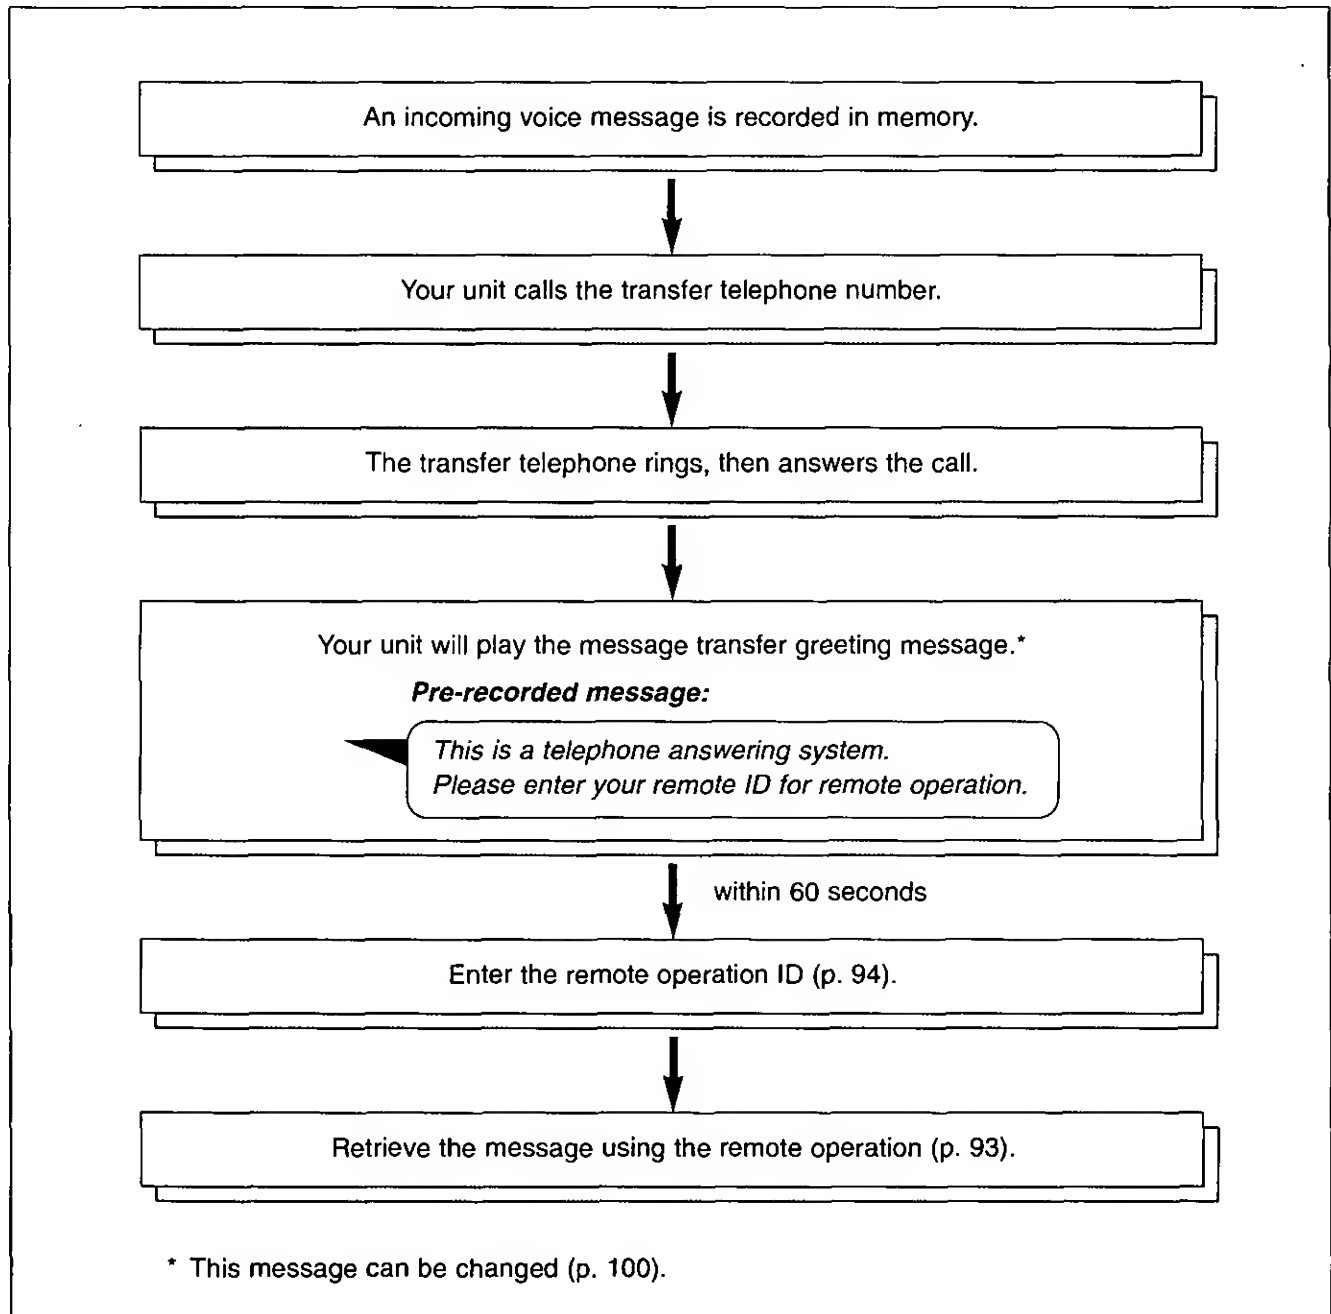 An incoming voice message is recorded in memory.
Your unit calls the transfer telephone number.
The transfer telephone rings, then answers the call.
Your unit will play the message transfer greeting message.*
Pre-recorded message:
This is a telephone answering system.
Please enter your remote ID for remote operation.
within 60 seconds
Enter the remote operation ID (p. 94).
Retrieve the message using the remote operation (p. 93).
* This message can be changed (p. 100).